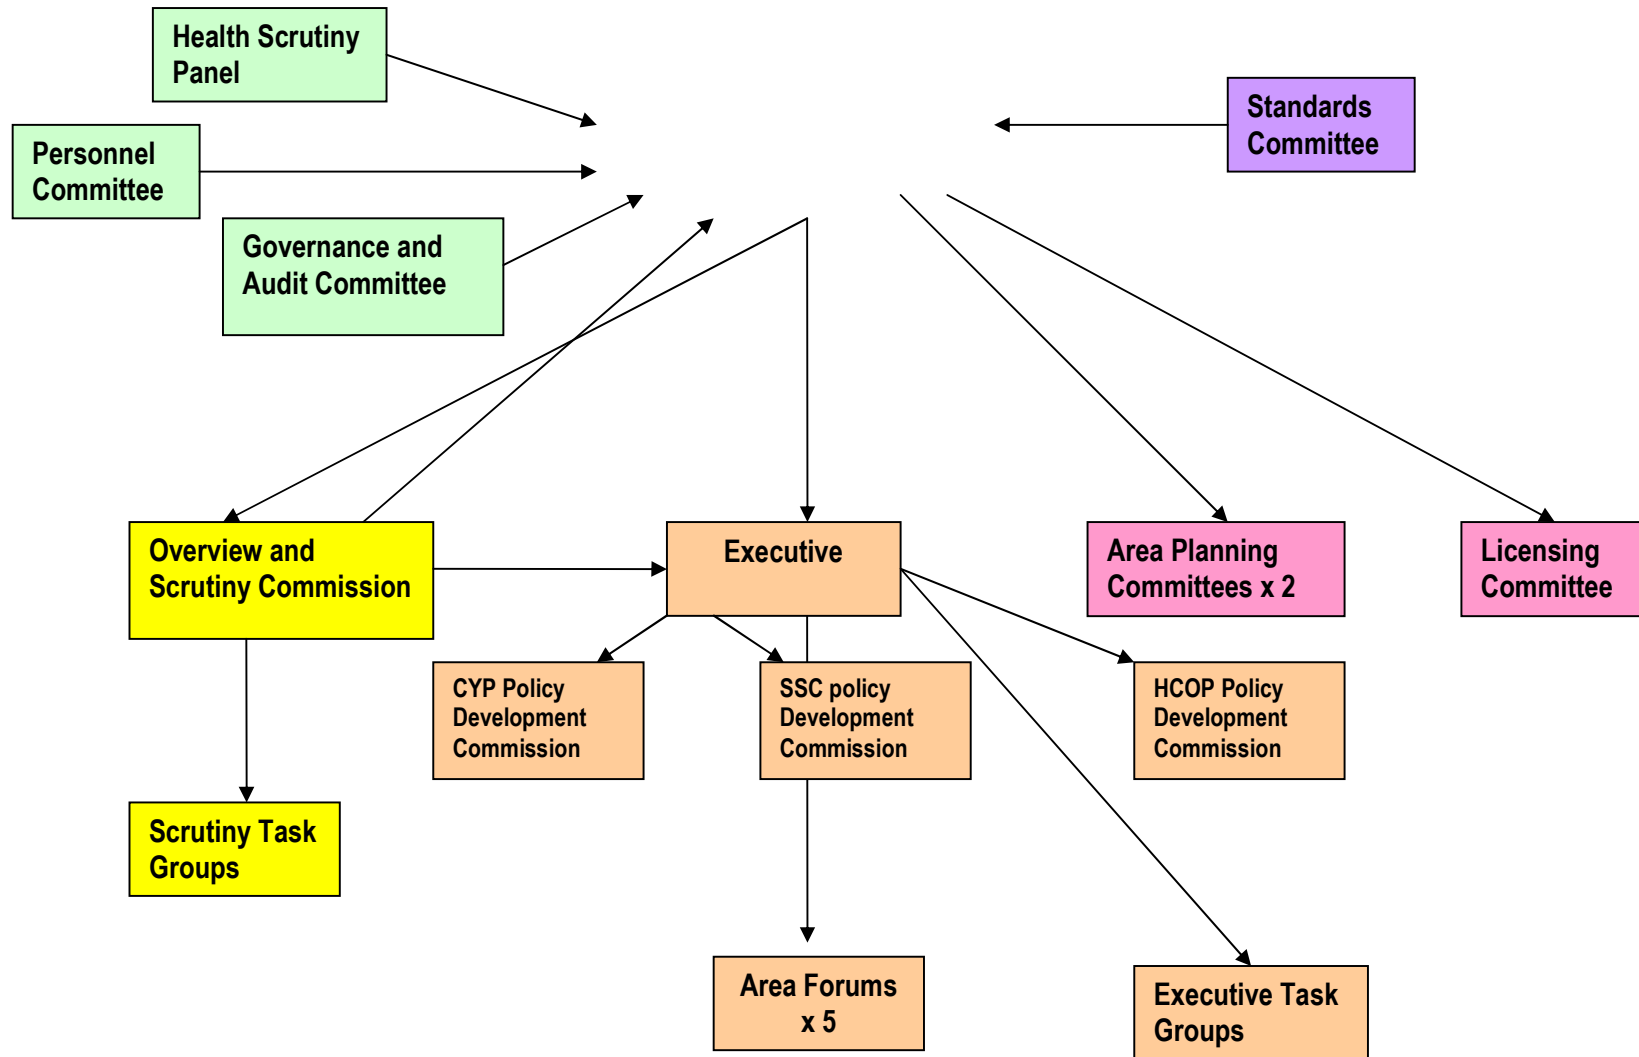 Health Scrutiny
Panel
Standards
Committee
Personnel
Committee
Governance and
Audit Committee
Overview and
Scrutiny Commission
Executive
Area Planning
Committees x 2
Licensing
Committee
CYP Policy
Development
Commission
SSC policy
Development
Commission
HCOP Policy
Development
Commission
Scrutiny Task
Groups
Area Forums
x 5
Executive Task
Groups